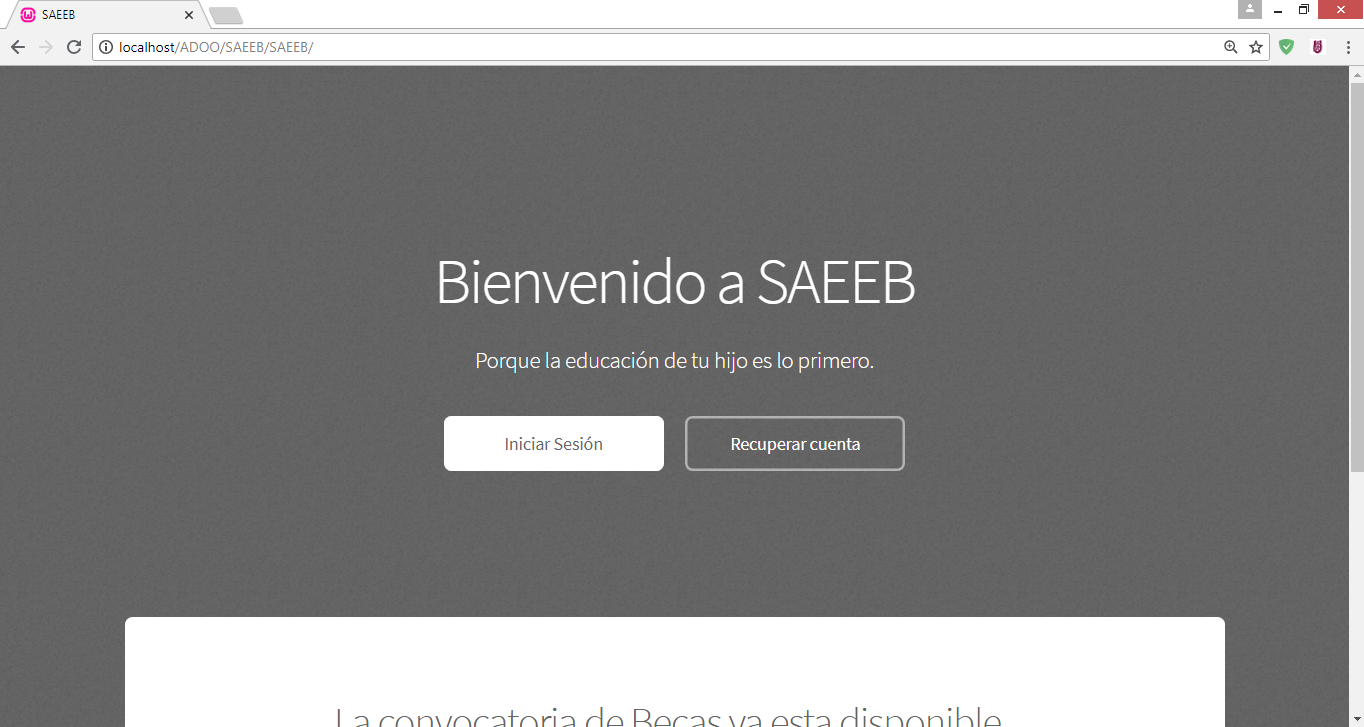 SAEEB
localhost/ADOO/SAEEB/SAEEB/
Bienvenido a SAEEB
Porque la educación de tu hijo es lo primero.
Iniciar Sesión
Recuperar cuenta
La convocatoria de Becas ya esta disponible